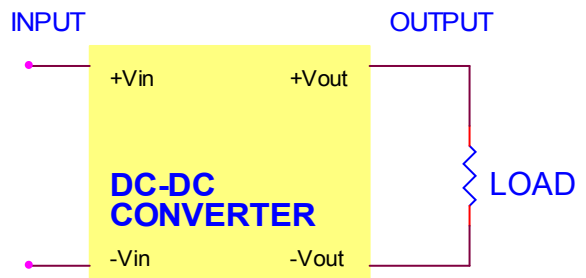 INPUT OUTPUT
+Vin +Vout
DC-DC
CONVERTER
LOAD
-Vin -Vout